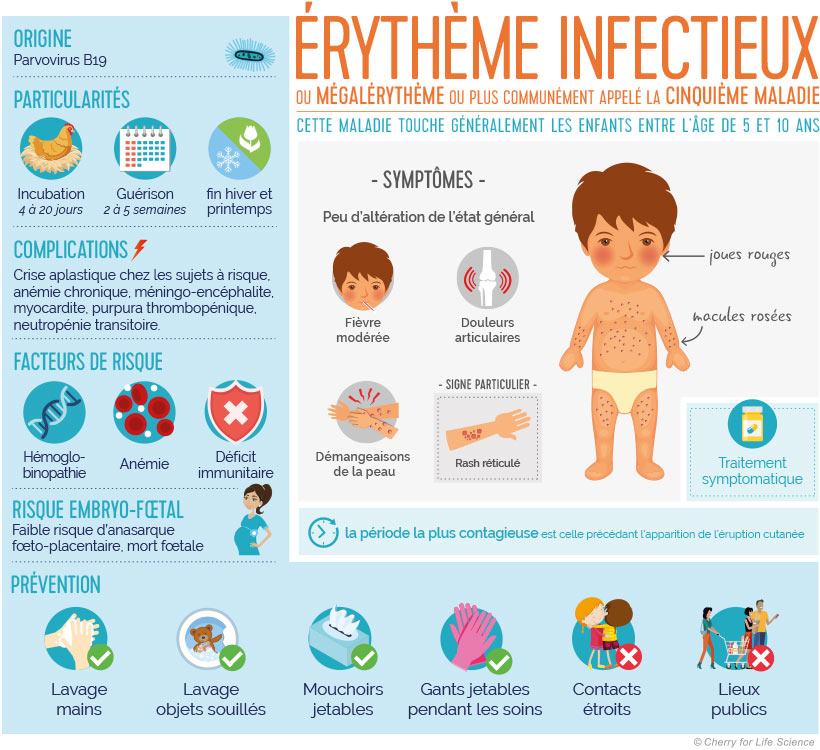 ORIGINE
Parvovirus B19
PARTICULARITÉS
Incubation
4 à 20 jours
Guérison
2 à 5 semaines
fin hiver et
printemps
COMPLICATIONS
Crise aplastique chez les sujets à risque,
anémie chronique, méningo-encéphalite,
myocardite, purpura thrombopénique,
neutropénie transitoire.
FACTEURS DE RISQUE
Hémoglo-
binopathie
Anémie
Déficit
immunitaire
RISQUE EMBRYO-FŒTAL
Faible risque d'anasarque
fœto-placentaire, mort fœtale
ÉRYTHÈME INFECTIEUX
OU MÉGALÉRYTHÈME OU PLUS COMMUNÉMENT APPELÉ LA CINQUIÈME MALADIE
CETTE MALADIE TOUCHE GÉNÉRALEMENT LES ENFANTS ENTRE L'ÂGE DE 5 ET 10 ANS
- SYMPTÔMES -
Peu d'altération de l'état général
Fièvre
modérée
Douleurs
articulaires
Démangeaisons
de la peau
- SIGNE PARTICULIER -
Rash réticulé
joues rouges
macules rosées
Traitement
symptomatique
la période la plus contagieuse est celle précédant l'apparition de l'éruption cutanée
PRÉVENTION
Lavage
mains
Lavage
objets souillés
Mouchoirs
jetables
Gants jetables
pendant les soins
Contacts
étroits
Lieux
publics
© Cherry for Life Science